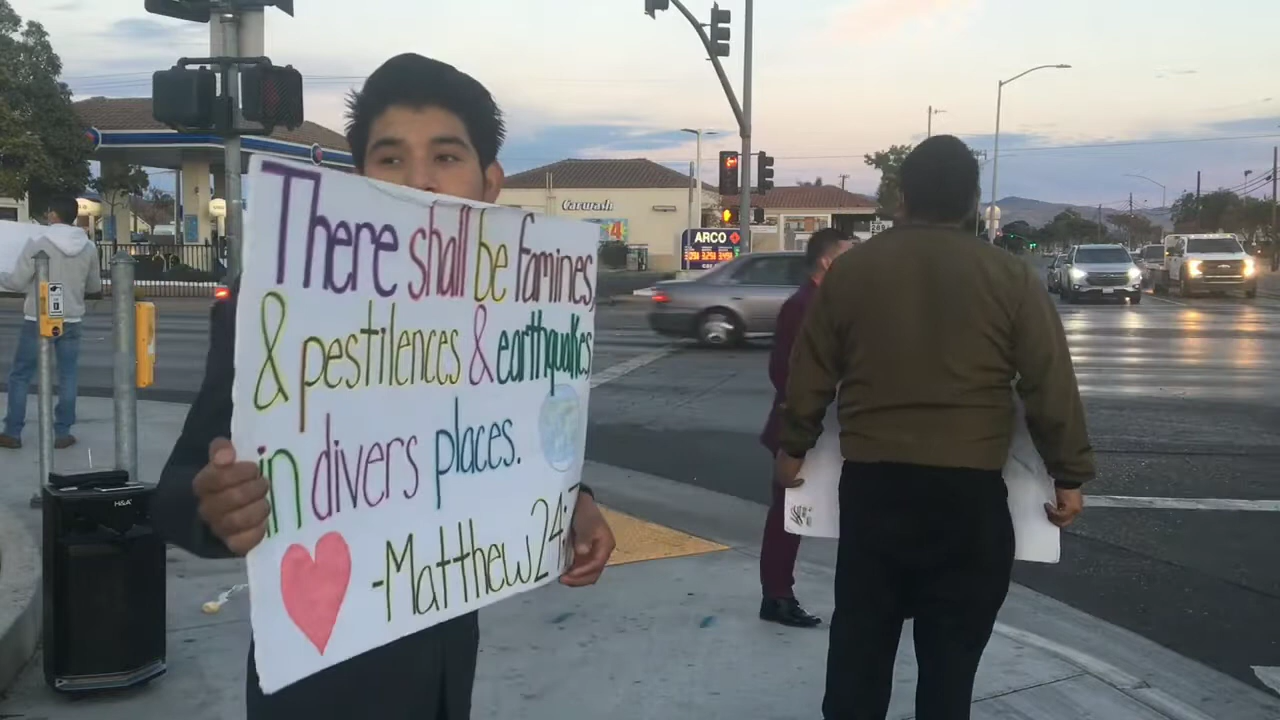 There shall be famines,
& pestilences & earthquakes
in divers places.
-Matthew 24:7
Carwash
ARCO
H&A